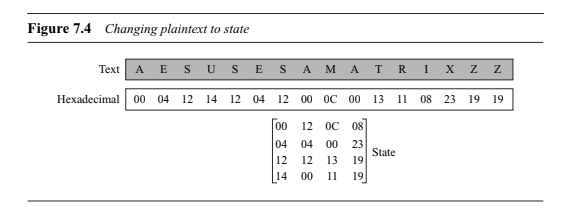 Figure 7.4 Changing plaintext to state
Text A E S U S E S A M A T R I X Z Z
Hexadecimal 00 04 12 14 12 04 12 00 0C 00 13 11 08 23 19 19
00 12 0C 08
04 04 00 23
State
12 12 13 19
14 00 11 19